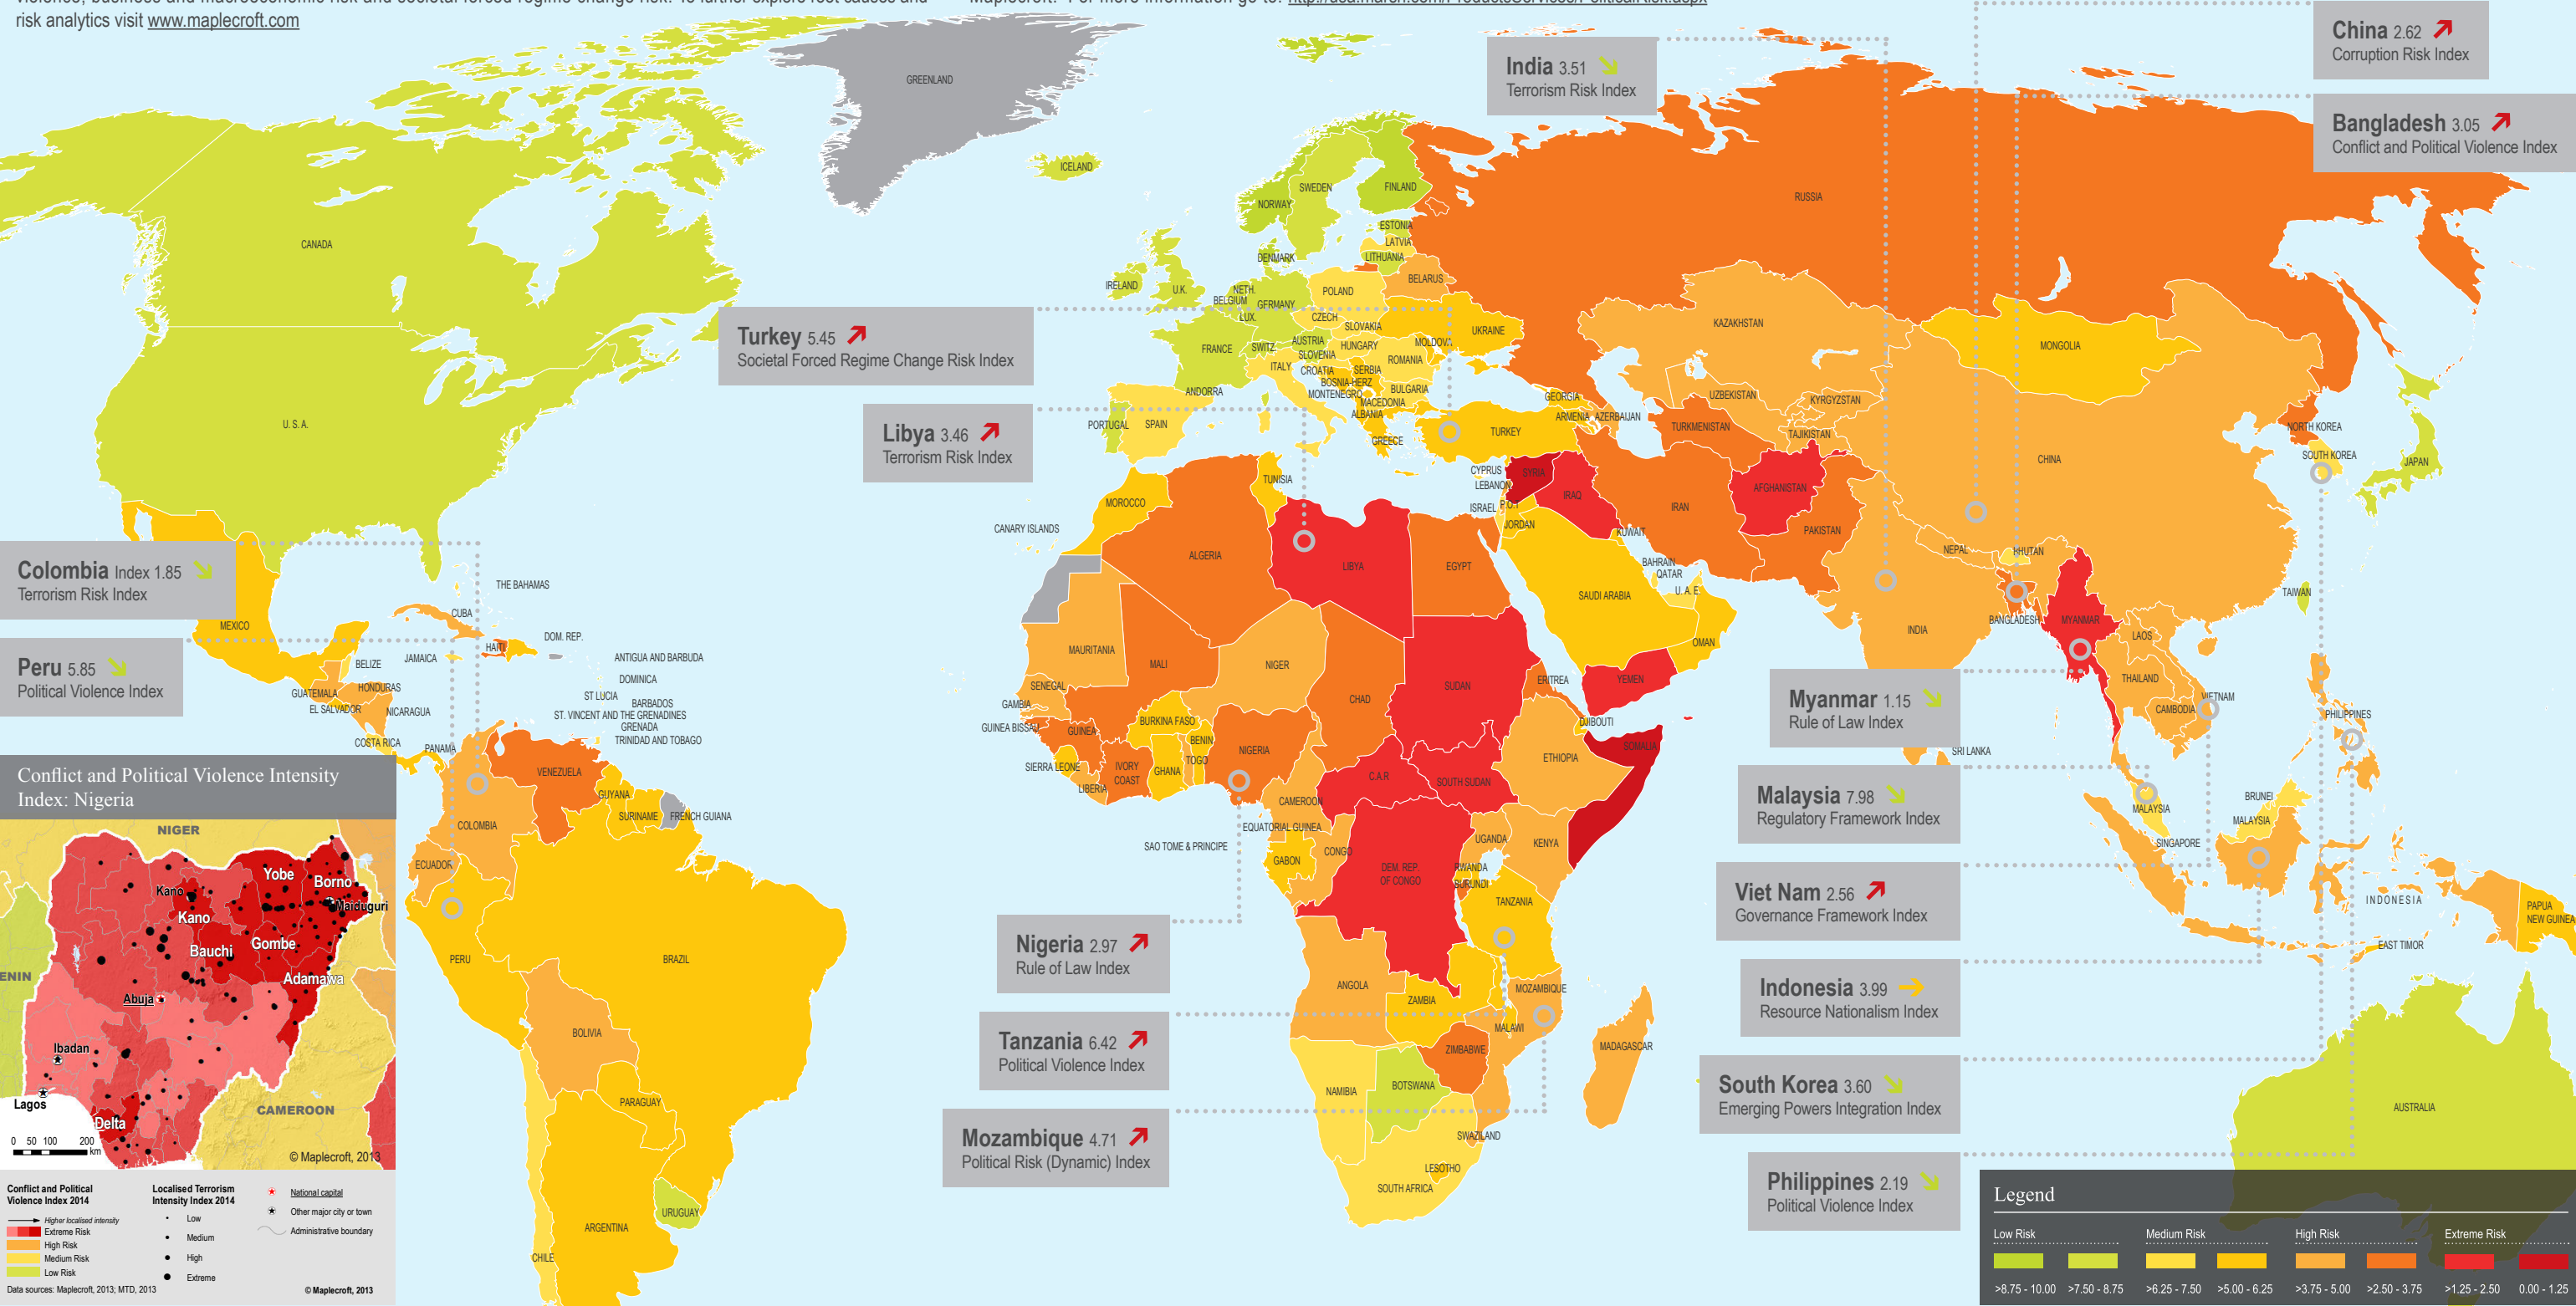 risk analytics visit www.maplecroft.com
China 2.62
Corruption Risk Index
India 3.51
Terrorism Risk Index
Bangladesh 3.05
Conflict and Political Violence Index
Turkey 5.45
Societal Forced Regime Change Risk Index
Libya 3.46
Terrorism Risk Index
Colombia Index 1.85
Terrorism Risk Index
Peru 5.85
Political Violence Index
Myanmar 1.15
Rule of Law Index
Malaysia 7.98
Regulatory Framework Index
Viet Nam 2.56
Governance Framework Index
Nigeria 2.97
Rule of Law Index
Indonesia 3.99
Resource Nationalism Index
Tanzania 6.42
Political Violence Index
South Korea 3.60
Emerging Powers Integration Index
Mozambique 4.71
Political Risk (Dynamic) Index
Philippines 2.19
Political Violence Index
GREENLAND
ICELAND
CANADA
U. S. A.
MEXICO
CUBA
THE BAHAMAS
HAITI
DOM. REP.
JAMAICA
BELIZE
GUATEMALA
HONDURAS
EL SALVADOR
NICARAGUA
COSTA RICA
PANAMA
ANTIGUA AND BARBUDA
DOMINICA
ST LUCIA
BARBADOS
ST. VINCENT AND THE GRENADINES
GRENADA
TRINIDAD AND TOBAGO
VENEZUELA
GUYANA
SURINAME
FRENCH GUIANA
COLOMBIA
ECUADOR
PERU
BRAZIL
BOLIVIA
PARAGUAY
URUGUAY
ARGENTINA
CHILE
SWEDEN
FINLAND
NORWAY
ESTONIA
LATVIA
LITHUANIA
DENMARK
BELARUS
IRELAND
U.K.
NETH.
BELGIUM
GERMANY
LUX.
POLAND
CZECH
SLOVAKIA
UKRAINE
FRANCE
SWITZ.
AUSTRIA
SLOVENIA
HUNGARY
MOLDOVA
ROMANIA
ITALY
CROATIA
SERBIA
BOSNIA-HERZ
MONTENEGRO
BULGARIA
MACEDONIA
ALBANIA
ANDORRA
PORTUGAL
SPAIN
GREECE
TURKEY
CYPRUS
LEBANON
SYRIA
ISRAEL
P.O.T
JORDAN
IRAQ
KUWAIT
BAHRAIN
QATAR
U. A. E.
SAUDI ARABIA
OMAN
YEMEN
GEORGIA
ARMENIA
AZERBAIJAN
RUSSIA
KAZAKHSTAN
UZBEKISTAN
KYRGYZSTAN
TURKMENISTAN
TAJIKISTAN
IRAN
AFGHANISTAN
PAKISTAN
MONGOLIA
CHINA
NORTH KOREA
SOUTH KOREA
JAPAN
TAIWAN
NEPAL
BHUTAN
INDIA
BANGLADESH
SRI LANKA
MYANMAR
LAOS
THAILAND
VIETNAM
CAMBODIA
PHILIPPINES
MALAYSIA
BRUNEI
MALAYSIA
SINGAPORE
INDONESIA
EAST TIMOR
PAPUA
NEW GUINEA
AUSTRALIA
CANARY ISLANDS
MOROCCO
ALGERIA
TUNISIA
LIBYA
EGYPT
MAURITANIA
MALI
NIGER
CHAD
SUDAN
ERITREA
DJIBOUTI
SOMALIA
ETHIOPIA
SENEGAL
GAMBIA
GUINEA BISSAU
GUINEA
SIERRA LEONE
LIBERIA
IVORY
COAST
BURKINA FASO
GHANA
TOGO
BENIN
NIGERIA
CAMEROON
C.A.R
SOUTH SUDAN
EQUATORIAL GUINEA
SAO TOME & PRINCIPE
GABON
CONGO
DEM. REP.
OF CONGO
UGANDA
KENYA
RWANDA
BURUNDI
TANZANIA
ANGOLA
ZAMBIA
MALAWI
MOZAMBIQUE
ZIMBABWE
MADAGASCAR
NAMIBIA
BOTSWANA
SWAZILAND
LESOTHO
SOUTH AFRICA
Conflict and Political Violence Intensity
Index: Nigeria
NIGER
Yobe
Borno
Kano
Maiduguri
Kano
Gombe
Bauchi
ENIN
Adamawa
Abuja
Ibadan
Lagos
CAMEROON
Delta
0 50 100 200
km
© Maplecroft, 2013
Conflict and Political
Violence Index 2014
Higher localised intensity
Extreme Risk
High Risk
Medium Risk
Low Risk
Localised Terrorism
Intensity Index 2014
Low
Medium
High
Extreme
National capital
Other major city or town
Administrative boundary
Data sources: Maplecroft, 2013; MTD, 2013
© Maplecroft, 2013
Legend
Low Risk Medium Risk High Risk Extreme Risk
>8.75 - 10.00 >7.50 - 8.75 >6.25 - 7.50 >5.00 - 6.25 >3.75 - 5.00 >2.50 - 3.75 >1.25 - 2.50 0.00 - 1.25